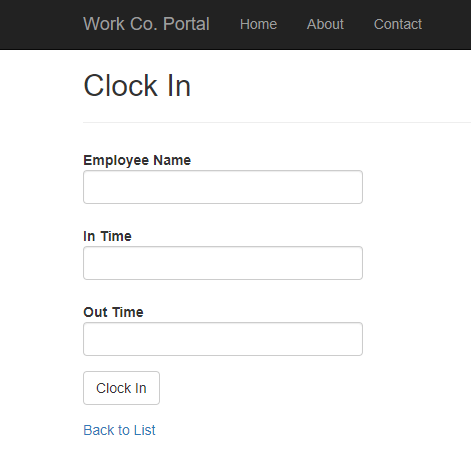 Work Co. Portal Home About Contact
Clock In
Employee Name
In Time
Out Time
Clock In
Back to List